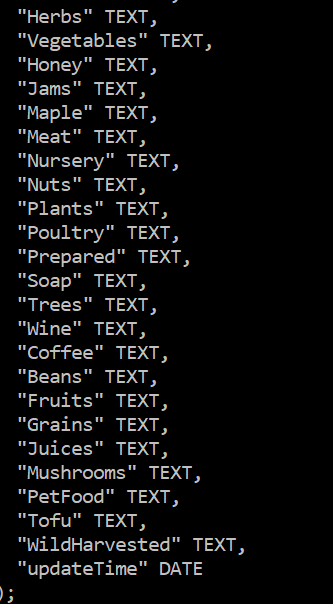 "Herbs" TEXT,
"Vegetables" TEXT,
"Honey" TEXT,
"Jams" TEXT,
"Maple" TEXT,
"Meat" TEXT,
"Nursery" TEXT,
"Nuts" TEXT,
"Plants" TEXT,
"Poultry" TEXT,
"Prepared" TEXT,
"Soap" TEXT,
"Trees" TEXT,
"Wine" TEXT,
"Coffee" TEXT,
"Beans" TEXT,
"Fruits" TEXT,
"Grains" TEXT,
"Juices" TEXT,
"Mushrooms" TEXT,
"PetFood" TEXT,
"Tofu" TEXT,
"WildHarvested" TEXT,
"updateTime" DATE
);